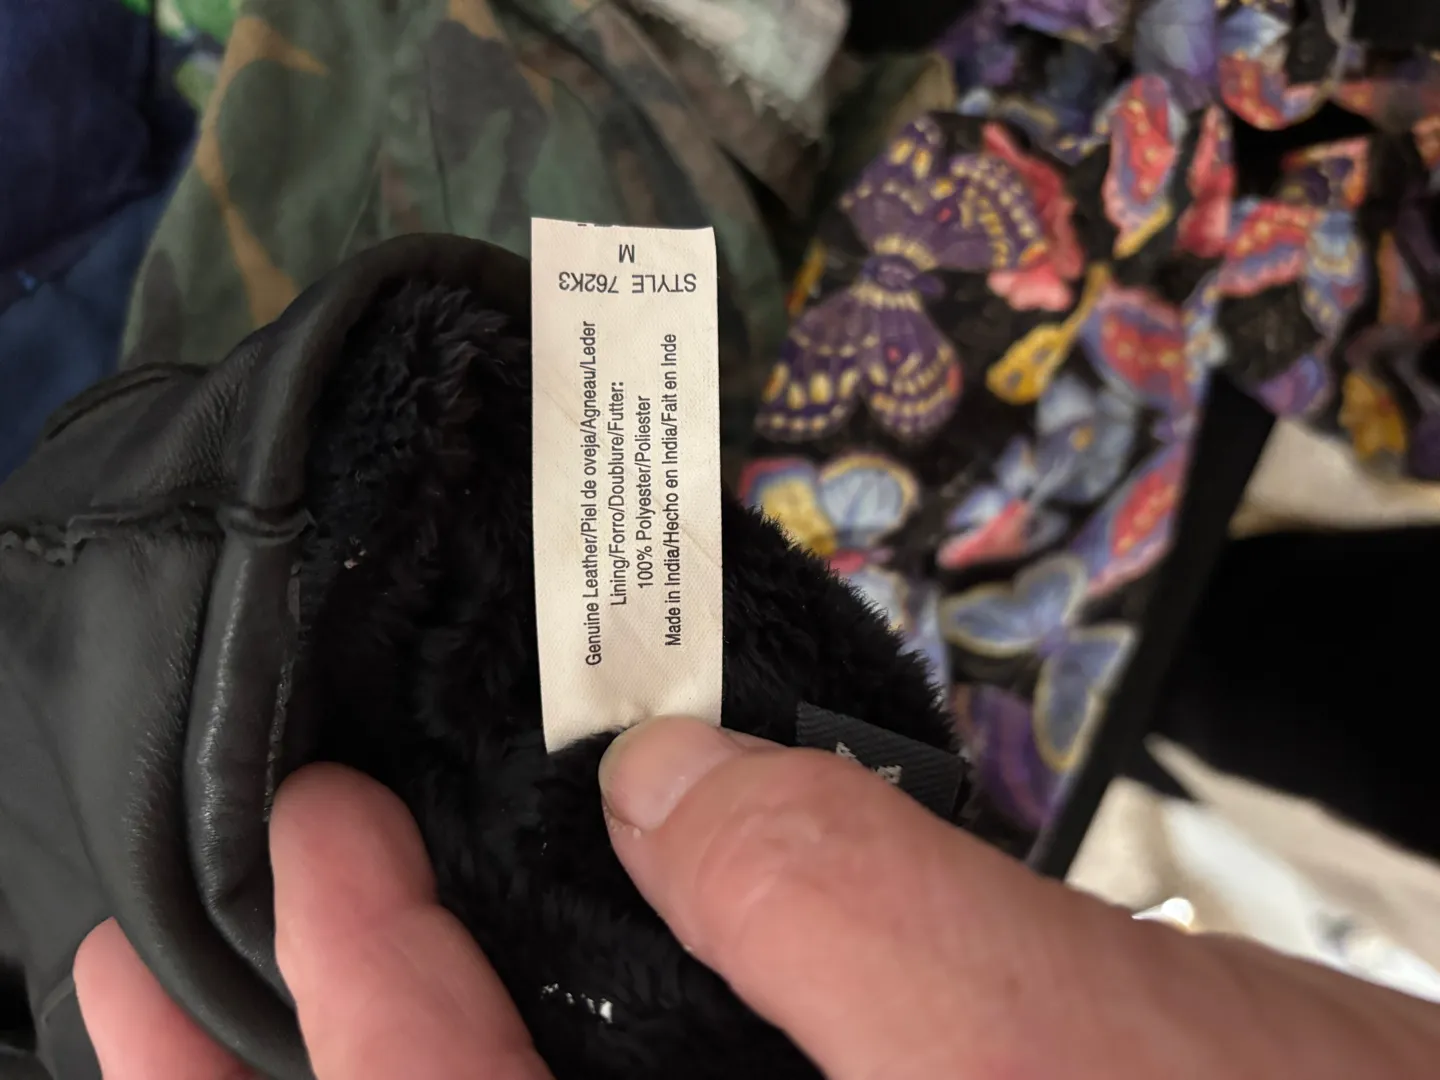 STYLE 762K3
M
Genuine Leather/Piel de oveja/Agneau/Leder
Lining/Forro/Doublure/Futter:
100% Polyester/Poliester
Made in India/Hecho en India/Fait en Inde